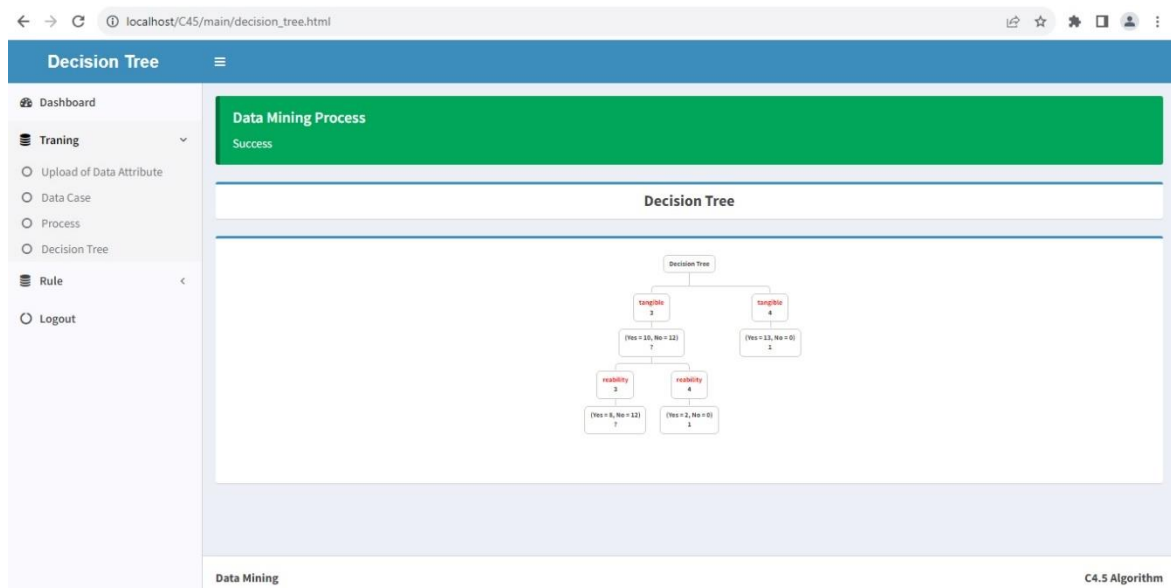 localhost/C45/main/decision_tree.html
Decision Tree
Dashboard
Traning
Upload of Data Attribute
Data Case
Process
Decision Tree
Rule
Logout
Data Mining Process
Success
Decision Tree
Decision Tree
tangible
3
tangible
4
(Yes = 10, No = 12)
?
(Yes = 13, No = 0)
1
reability
3
reability
4
(Yes = 8, No = 12)
?
(Yes = 2, No = 0)
1
Data Mining
C4.5 Algorithm